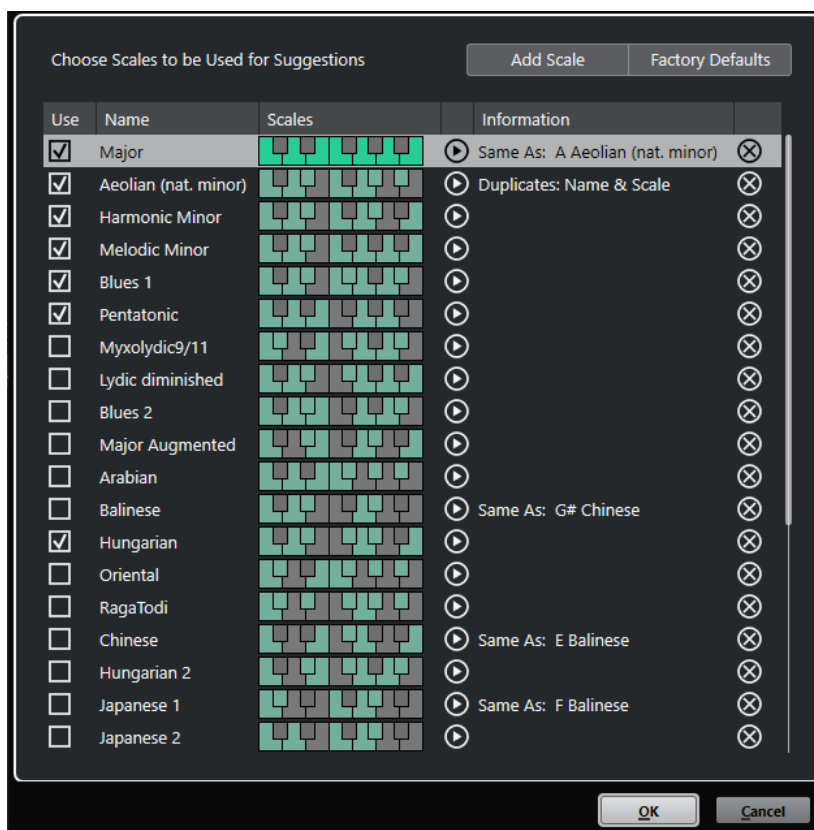 Choose Scales to be Used for Suggestions Add Scale Factory Defaults
Use Name Scales Information
Major Same As: A Aeolian (nat. minor)
Aeolian (nat. minor) Duplicates: Name & Scale
Harmonic Minor
Melodic Minor
Blues 1
Pentatonic
Myxolydic9/11
Lydic diminished
Blues 2
Major Augmented
Arabian
Balinese Same As: G# Chinese
Hungarian
Oriental
RagaTodi
Chinese Same As: E Balinese
Hungarian 2
Japanese 1 Same As: F Balinese
Japanese 2
OK Cancel